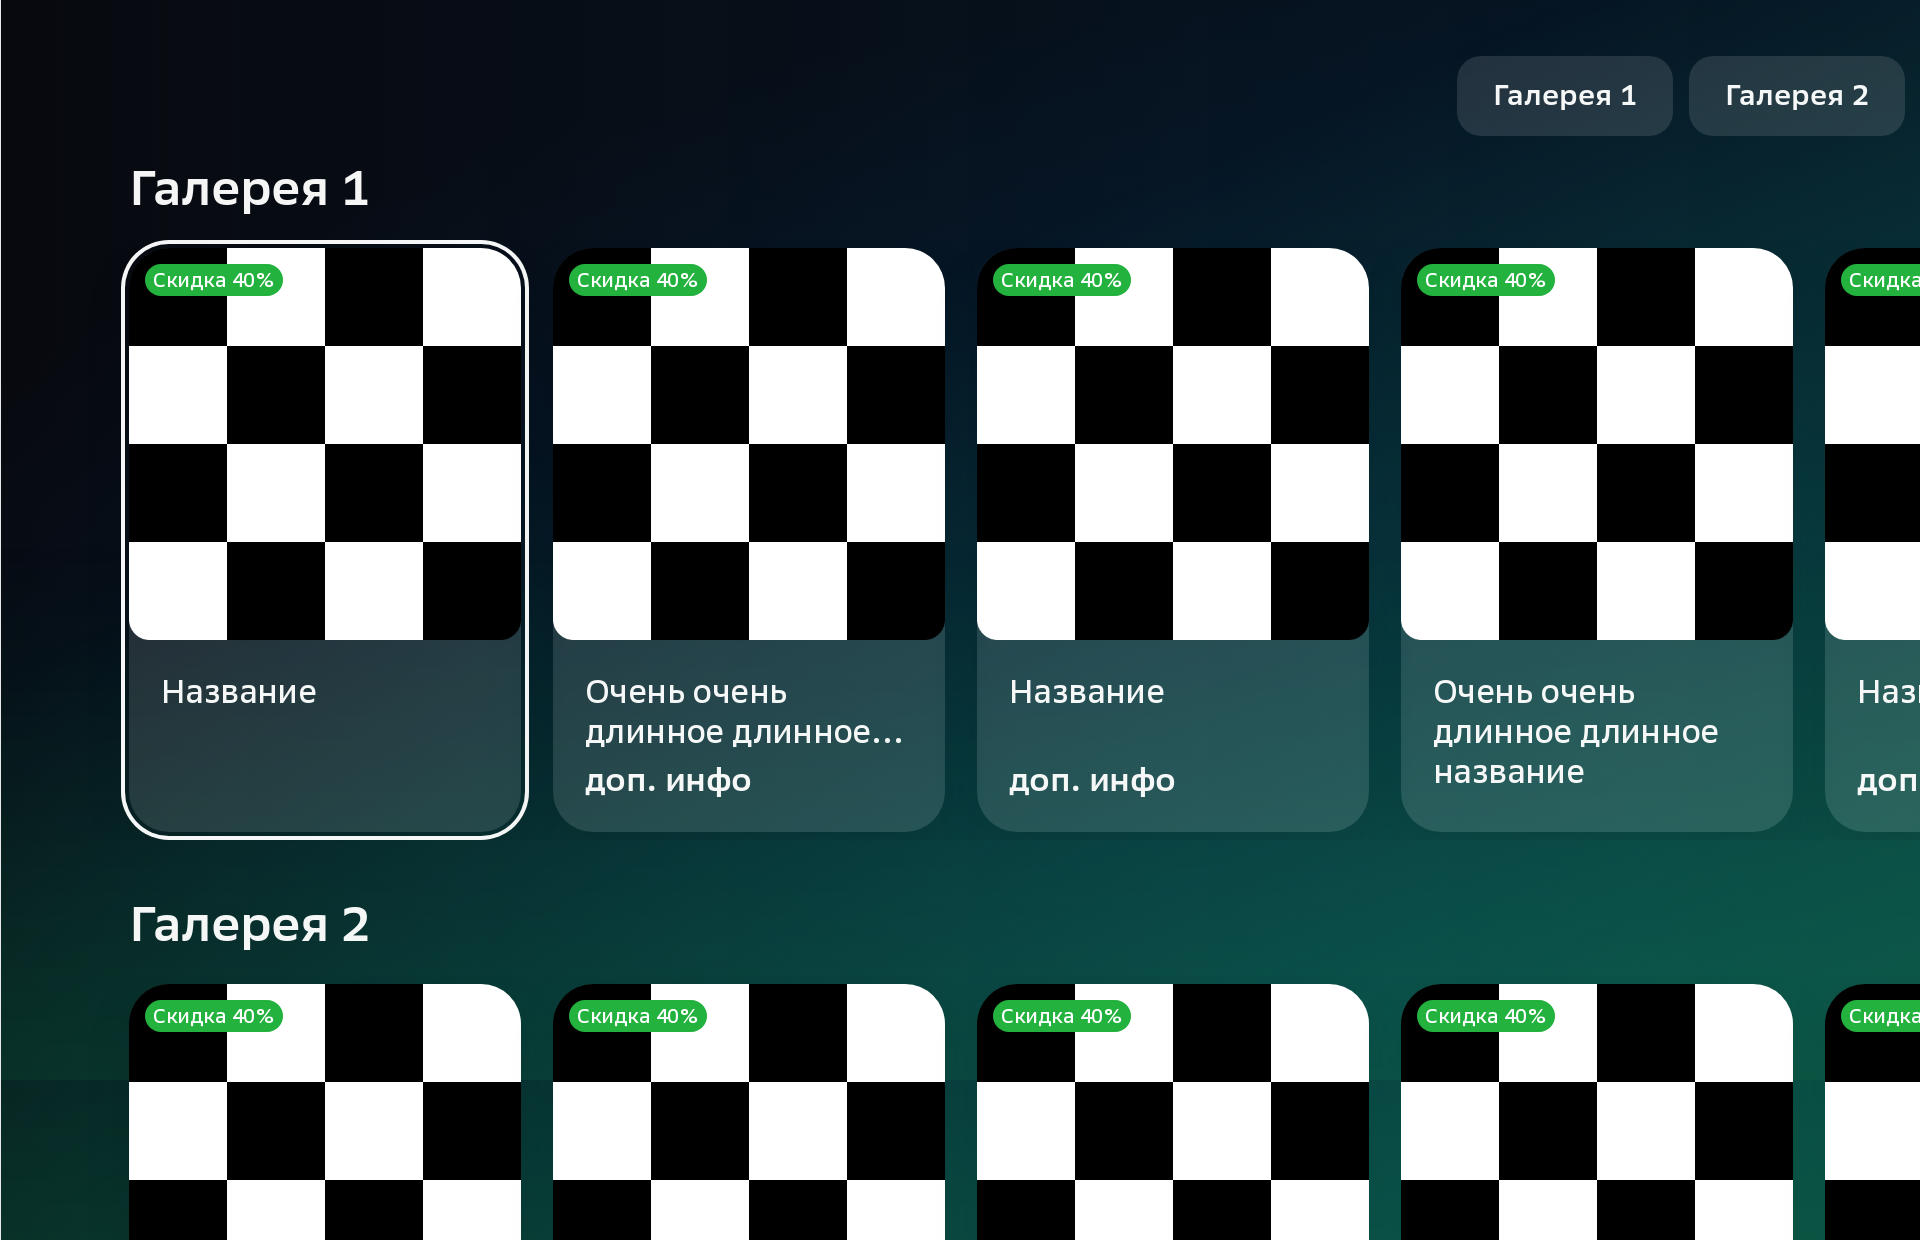 Галерея 1
Галерея 2
Галерея 1
Скидка 40%
Скидка 40%
Скидка 40%
Скидка 40%
Скидка
Название
Очень очень
длинное длинное...
доп. инфо
Название
доп. инфо
Очень очень
длинное длинное
название
доп
Галерея 2
Скидка 40%
Скидка 40%
Скидка 40%
Скидка 40%
Скидка